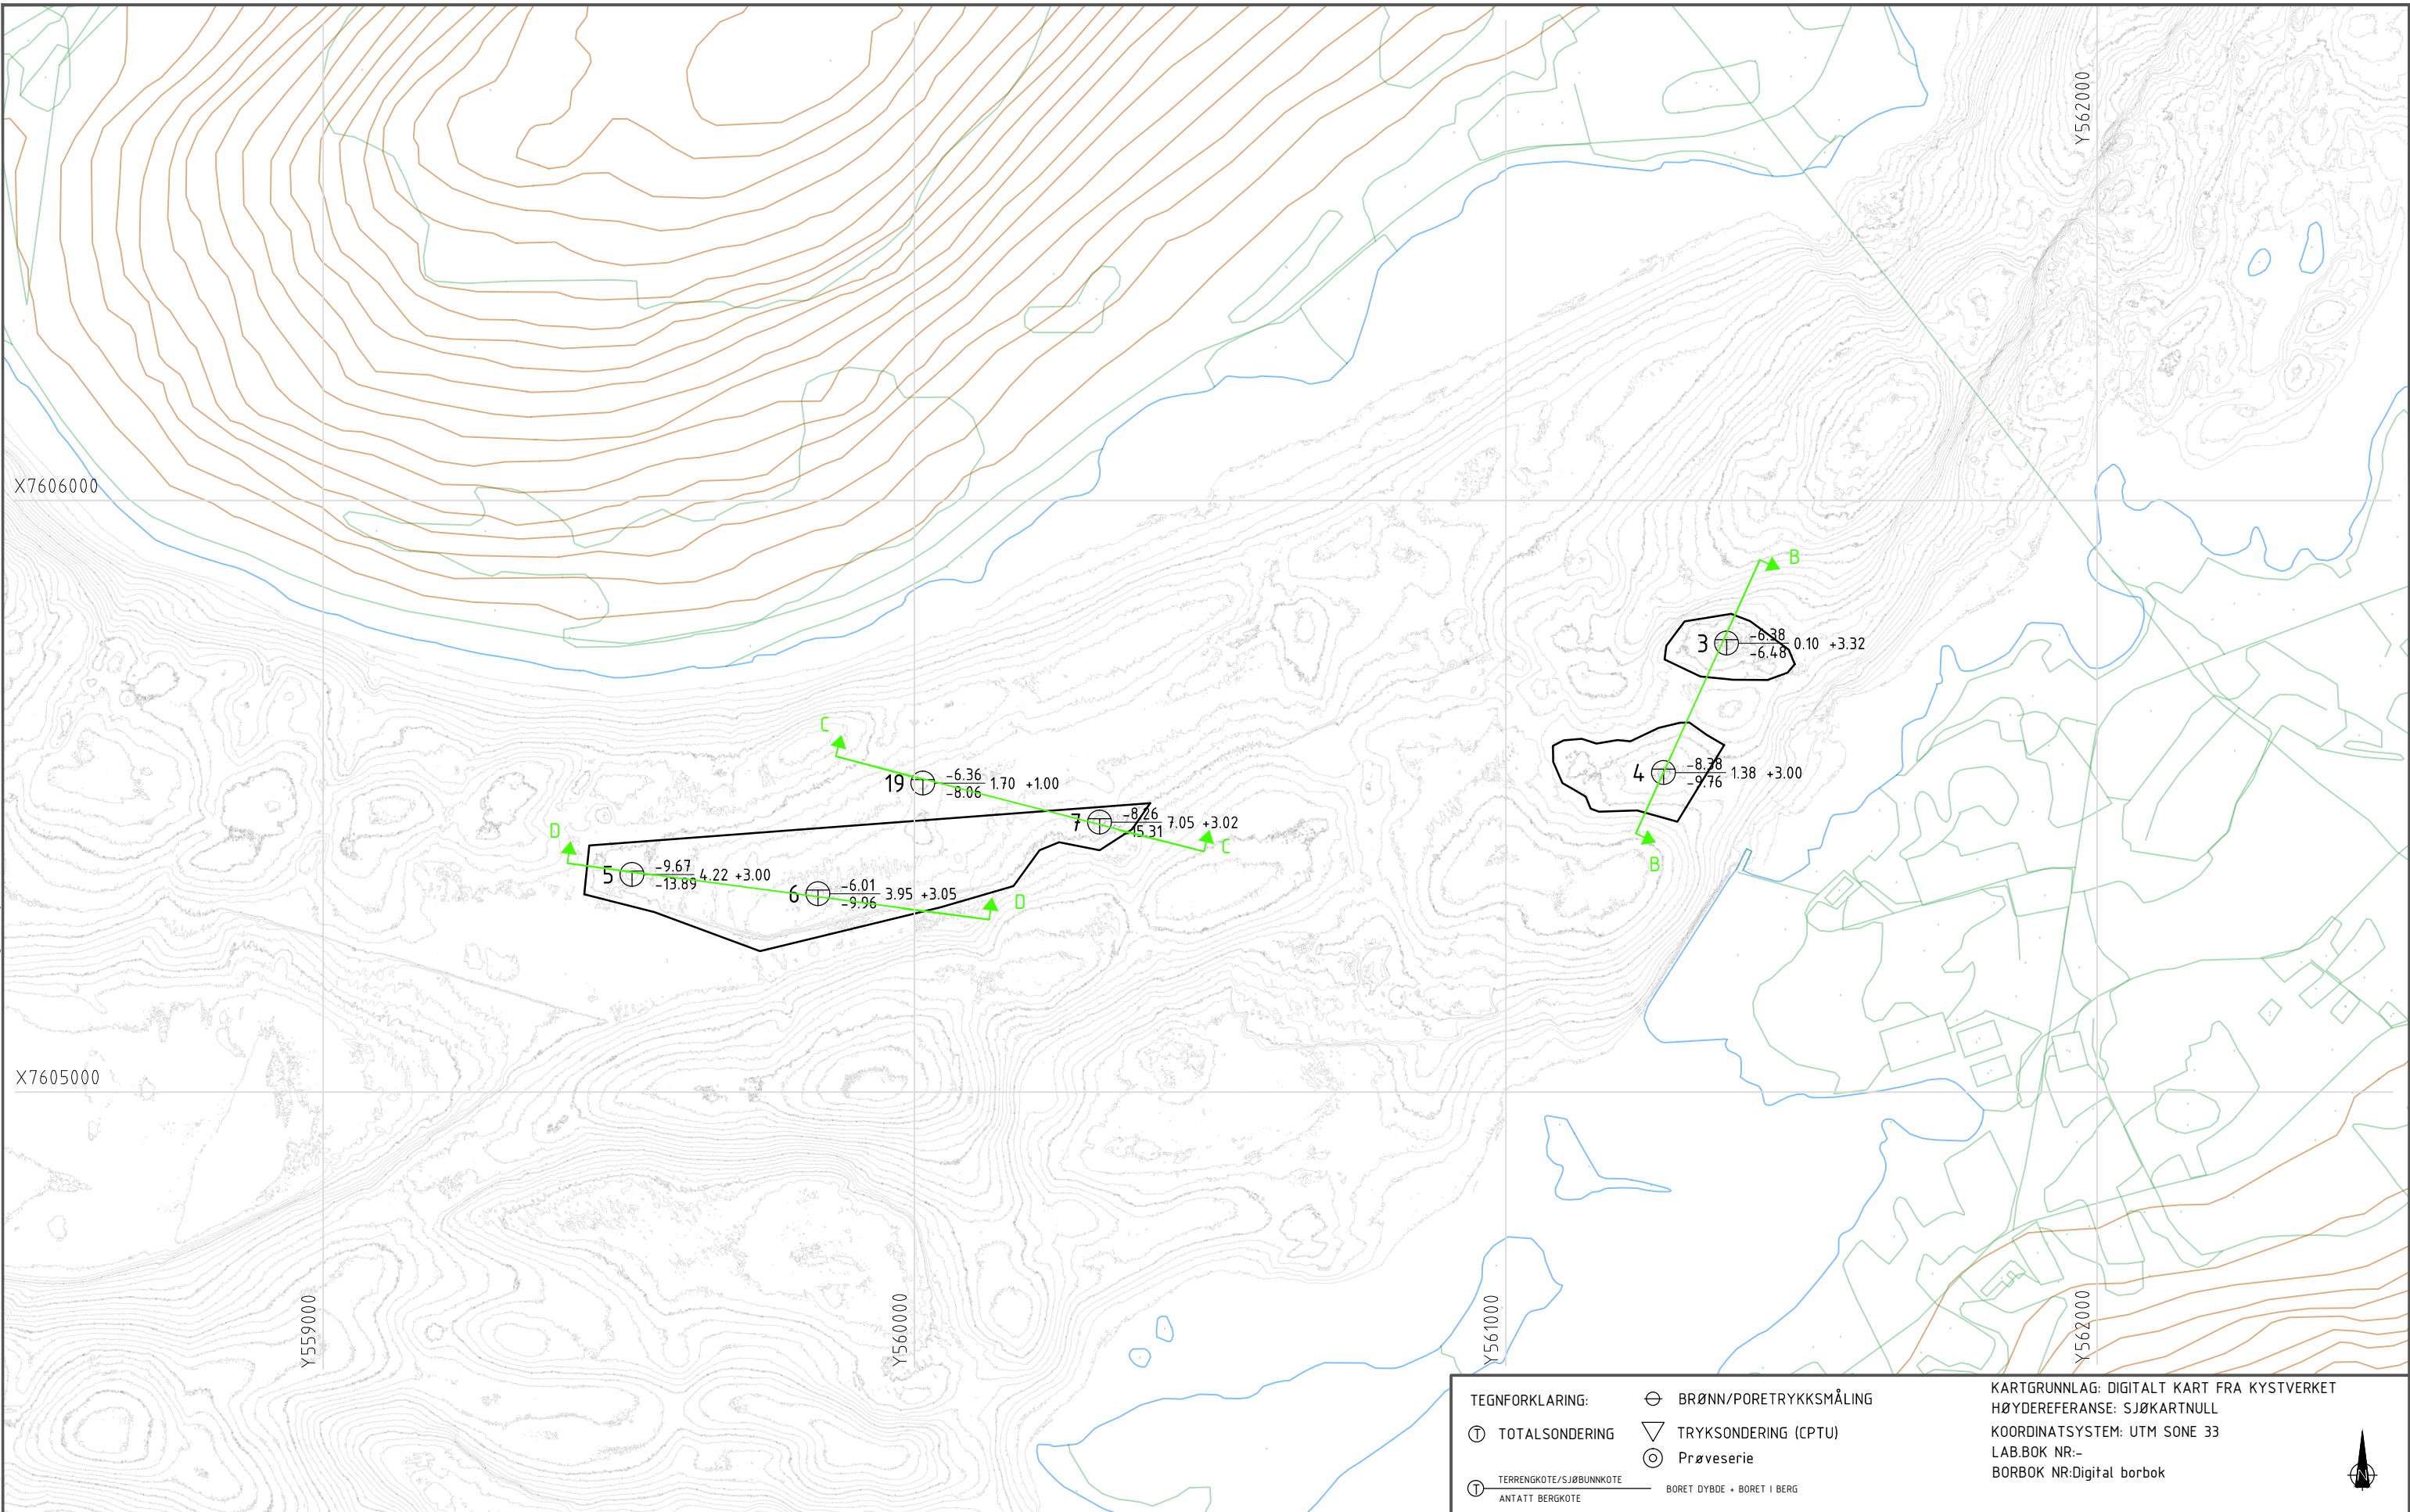 Y562000
X7606000
B
3 -6.38 0.10 +3.32
-6.48
C
4 -8.38 1.38 +3.00
-9.76
19 -6.36 1.70 +1.00
-8.06
7 -8.26 7.05 +3.02
-15.31
D
C
B
5 -9.67 4.22 +3.00
-13.89
6 -6.01 3.95 +3.05
-9.96
D
X7605000
Y559000
Y560000
Y561000
Y562000
TEGNFORKLARING:
BRØNN/PORETRYKKSMÅLING
TOTALSONDERING
TRYKSONDERING (CPTU)
Prøveserie
TERRENGKOTE/SJØBUNNKOTE
ANTATT BERGKOTE
BORET DYBDE + BORET I BERG
KARTGRUNNLAG: DIGITALT KART FRA KYSTVERKET
HØYDEREFERANSE: SJØKARTNULL
KOORDINATSYSTEM: UTM SONE 33
LAB.BOK NR:-
BORBOK NR:Digital borbok
N